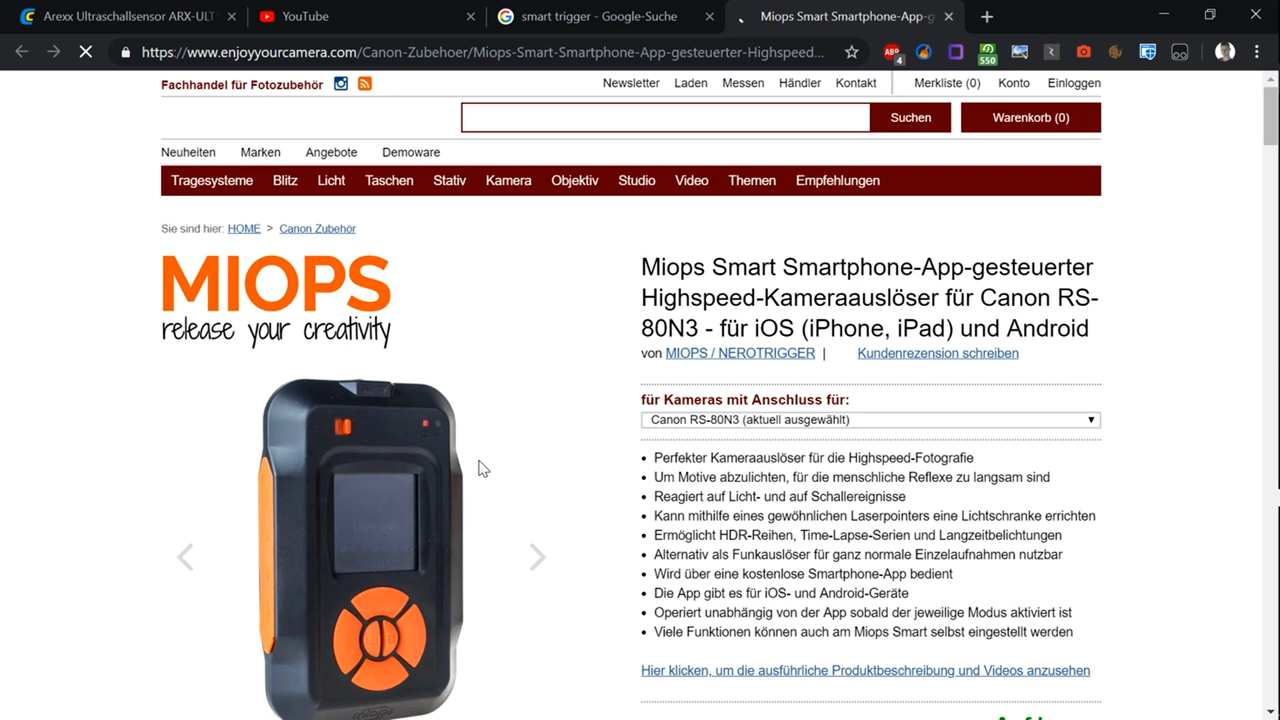 Arexx Ultraschallsensor ARX-ULT
YouTube
smart trigger - Google-Suche
Miops Smart Smartphone-App-g
https://www.enjoyyourcamera.com/Canon-Zubehoer/Miops-Smart-Smartphone-App-gesteuerter-Highspeed...
ABP
4
550
Fachhandel für Fotozubehör
Newsletter Laden Messen Händler Kontakt Merkliste (0) Konto Einloggen
Suchen
Warenkorb (0)
Neuheiten Marken Angebote Demoware
Tragesysteme Blitz Licht Taschen Stativ Kamera Objektiv Studio Video Themen Empfehlungen
Sie sind hier: HOME > Canon Zubehör
MIOPS
release your creativity
Miops Smart Smartphone-App-gesteuerter
Highspeed-Kameraauslöser für Canon RS-
80N3 - für iOS (iPhone, iPad) und Android
von MIOPS / NEROTRIGGER | Kundenrezension schreiben
für Kameras mit Anschluss für:
Canon RS-80N3 (aktuell ausgewählt)
• Perfekter Kameraauslöser für die Highspeed-Fotografie
• Um Motive abzulichten, für die menschliche Reflexe zu langsam sind
• Reagiert auf Licht- und auf Schallereignisse
• Kann mithilfe eines gewöhnlichen Laserpointers eine Lichtschranke errichten
• Ermöglicht HDR-Reihen, Time-Lapse-Serien und Langzeitbelichtungen
• Alternativ als Funkauslöser für ganz normale Einzelaufnahmen nutzbar
• Wird über eine kostenlose Smartphone-App bedient
• Die App gibt es für iOS- und Android-Geräte
• Operiert unabhängig von der App sobald der jeweilige Modus aktiviert ist
• Viele Funktionen können auch am Miops Smart selbst eingestellt werden
Hier klicken, um die ausführliche Produktbeschreibung und Videos anzusehen